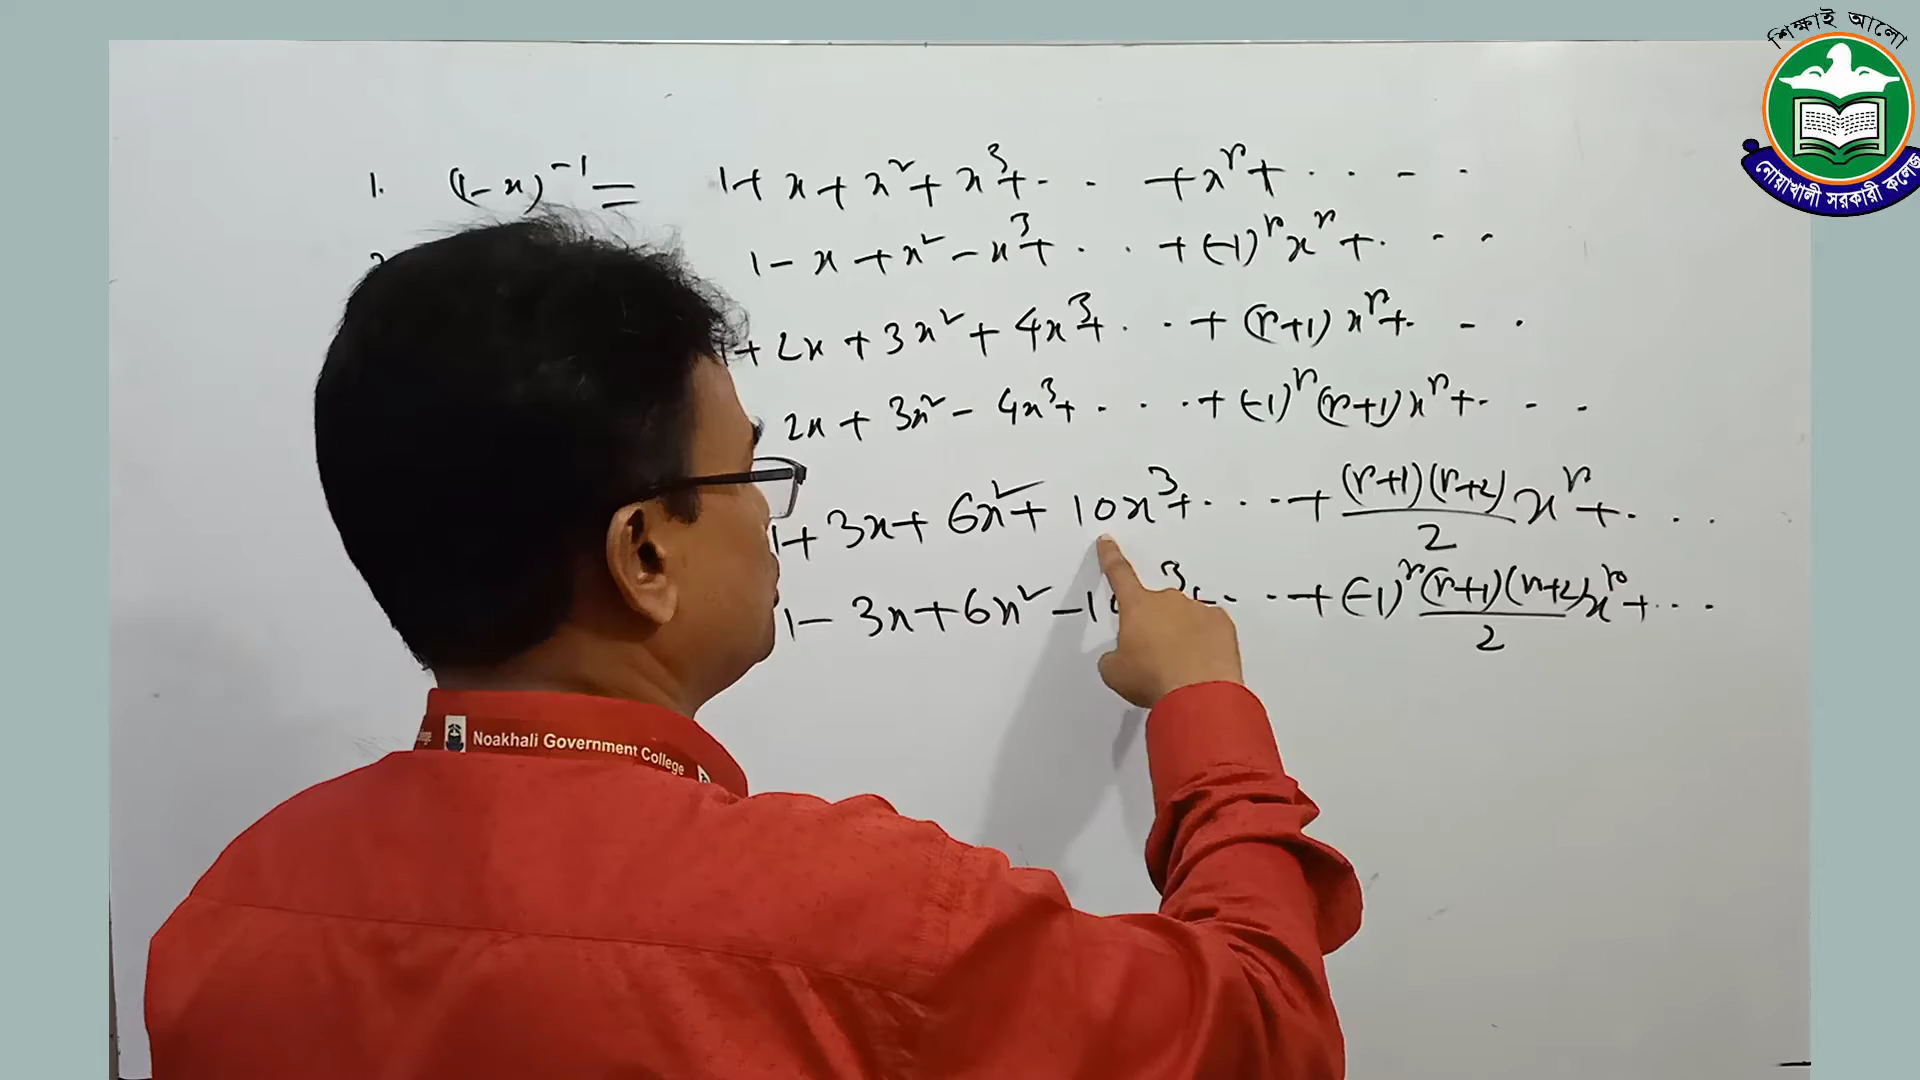 শিক্ষাই আলো
নোয়াখালী সরকারী কলেজ
1. (1-x)⁻¹ = 1+x+x²+x³+.. +xʳ+....
1-x+x²-x³+..+(-1)ʳxʳ+...
+2x+3x²+4x³+..+(r+1)xʳ+...
2x+3x²-4x³+...+(-1)ʳ(r+1)xʳ+...
1+3x+6x²+10x³+...+(r+1)(r+2)/2 xʳ+...
1-3x+6x²-1 ³+..+(-1)ʳ(r+1)(r+2)/2 xʳ+...
Noakhali Government College